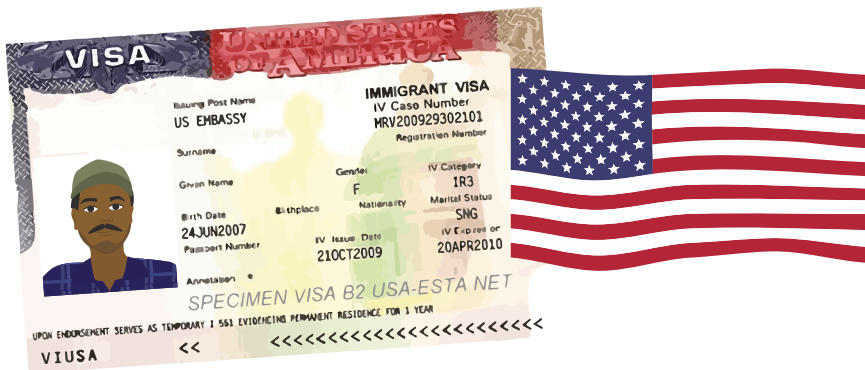 VISA
UNITED STATES
OF AMERICA
Issuing Post Name
US EMBASSY
IMMIGRANT VISA
IV Case Number
MRV200929302101
Registration Number
Surname
Given Name
Gender
F
IV Category
IR3
Birth Date
24JUN2007
Birthplace
Nationality
Marital Status
SNG
Passport Number
IV Issue Date
21OCT2009
IV Expires on
20APR2010
Annotation
SPECIMEN VISA B2 USA-ESTA NET
UPON ENDORSEMENT SERVES AS TEMPORARY I 551 EVIDENCING PERMANENT RESIDENCE FOR 1 YEAR
VIUSA << <<<<<<<<<<<<<<<<<<<<<<<